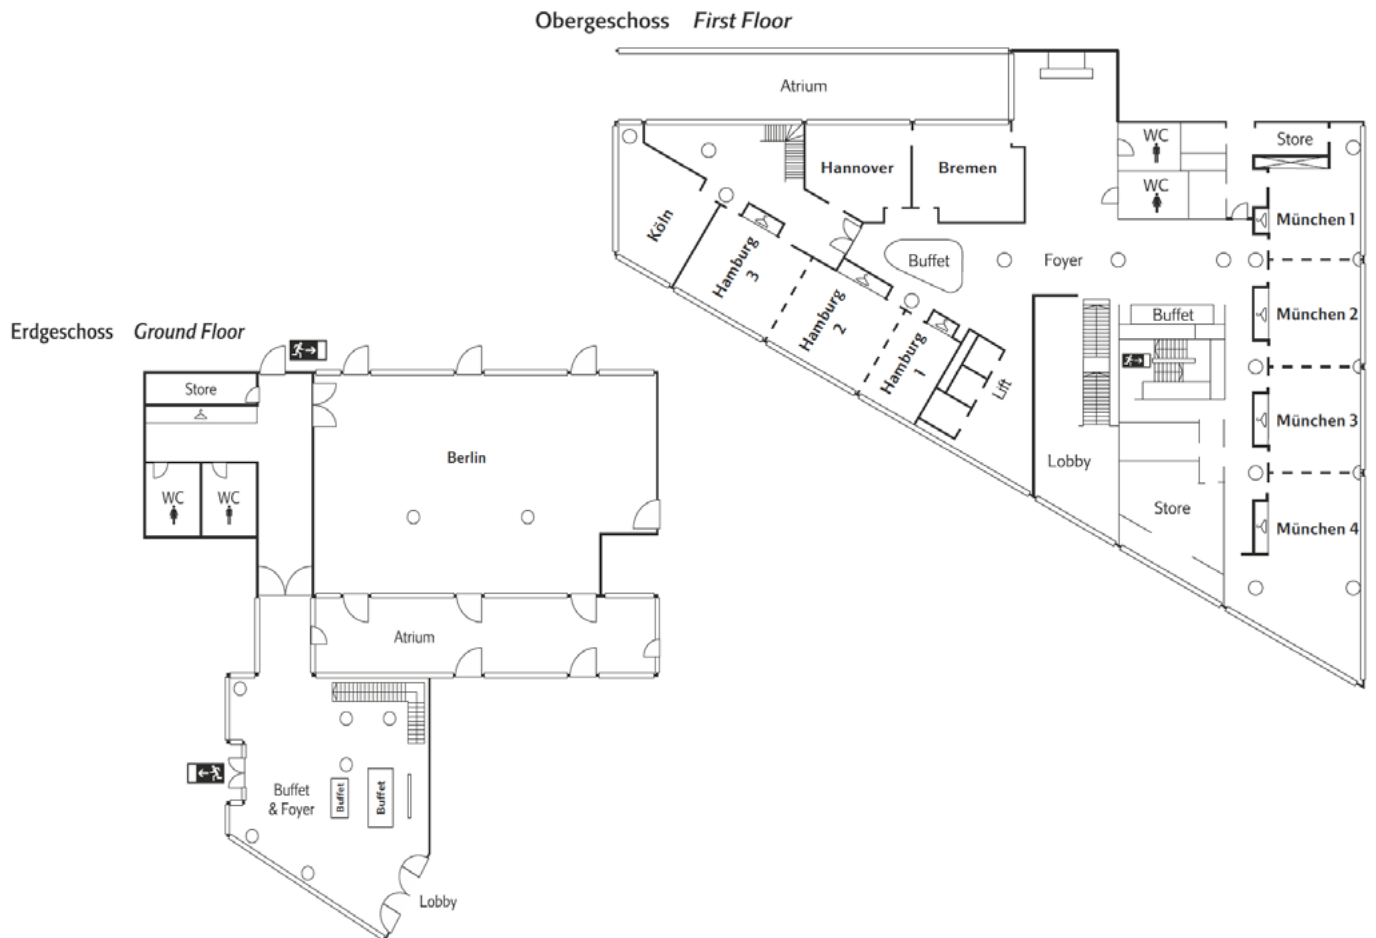 Obergeschoss First Floor
Atrium
WC
Store
Hannover
Bremen
WC
München 1
Köln
Hamburg 3
Buffet
Foyer
Hamburg 2
Buffet
München 2
Hamburg 1
Lift
München 3
Lobby
Store
München 4
Erdgeschoss Ground Floor
Store
Berlin
WC
WC
Atrium
Buffet
& Foyer
Buffet
Buffet
Lobby